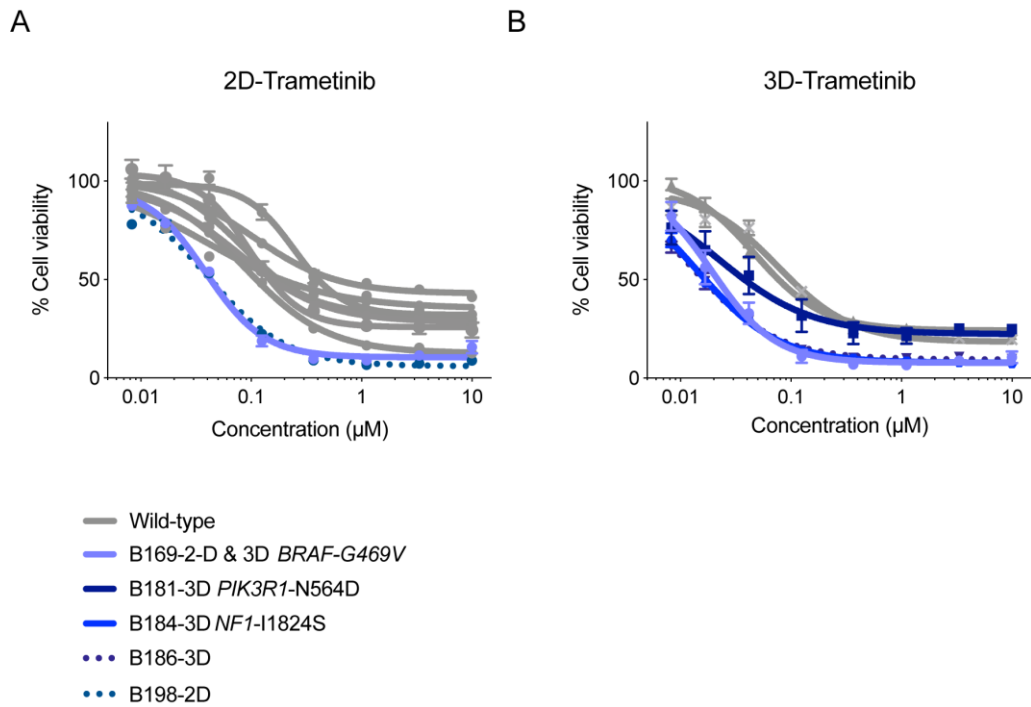 A
B
2D-Trametinib
3D-Trametinib
% Cell viability
100
50
0
0.01 0.1 1 10
Concentration (µM)
% Cell viability
100
50
0
0.01 0.1 1 10
Concentration (µM)
Wild-type
B169-2-D & 3D BRAF-G469V
B181-3D PIK3R1-N564D
B184-3D NF1-I1824S
B186-3D
B198-2D